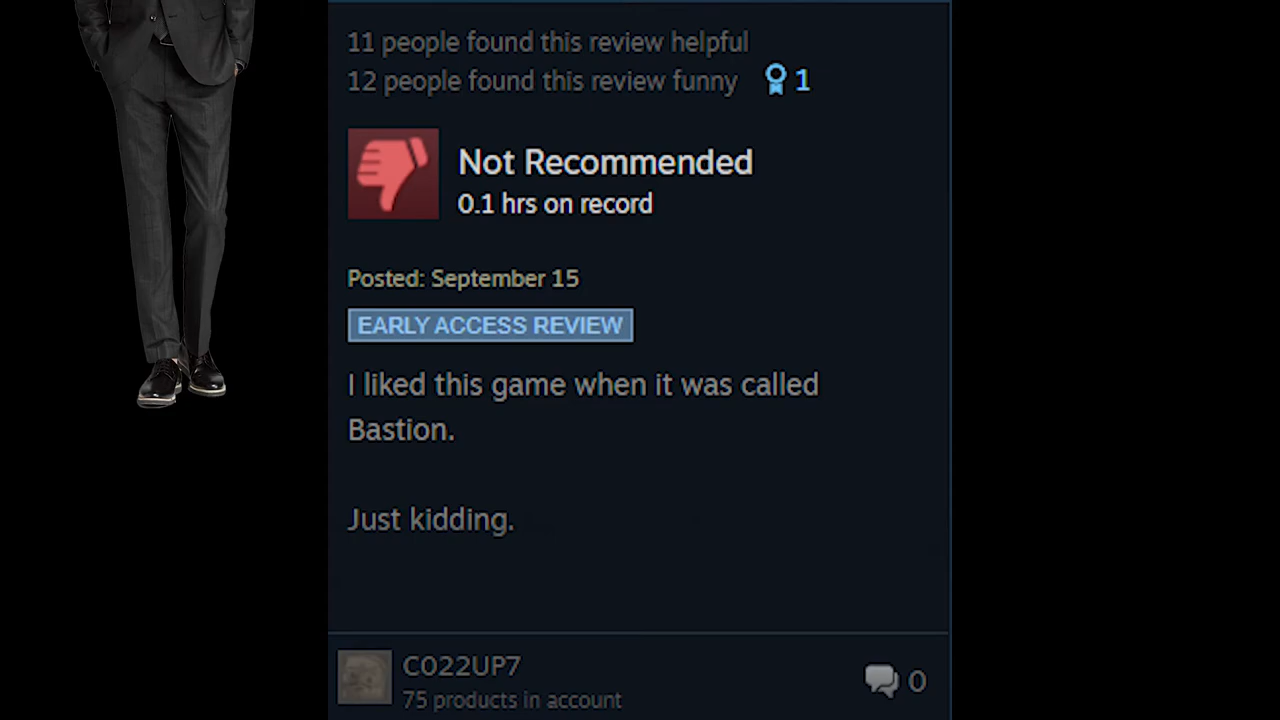 11 people found this review helpful
12 people found this review funny 1
Not Recommended
0.1 hrs on record
Posted: September 15
EARLY ACCESS REVIEW
I liked this game when it was called
Bastion.
Just kidding.
C022UP7
75 products in account
0